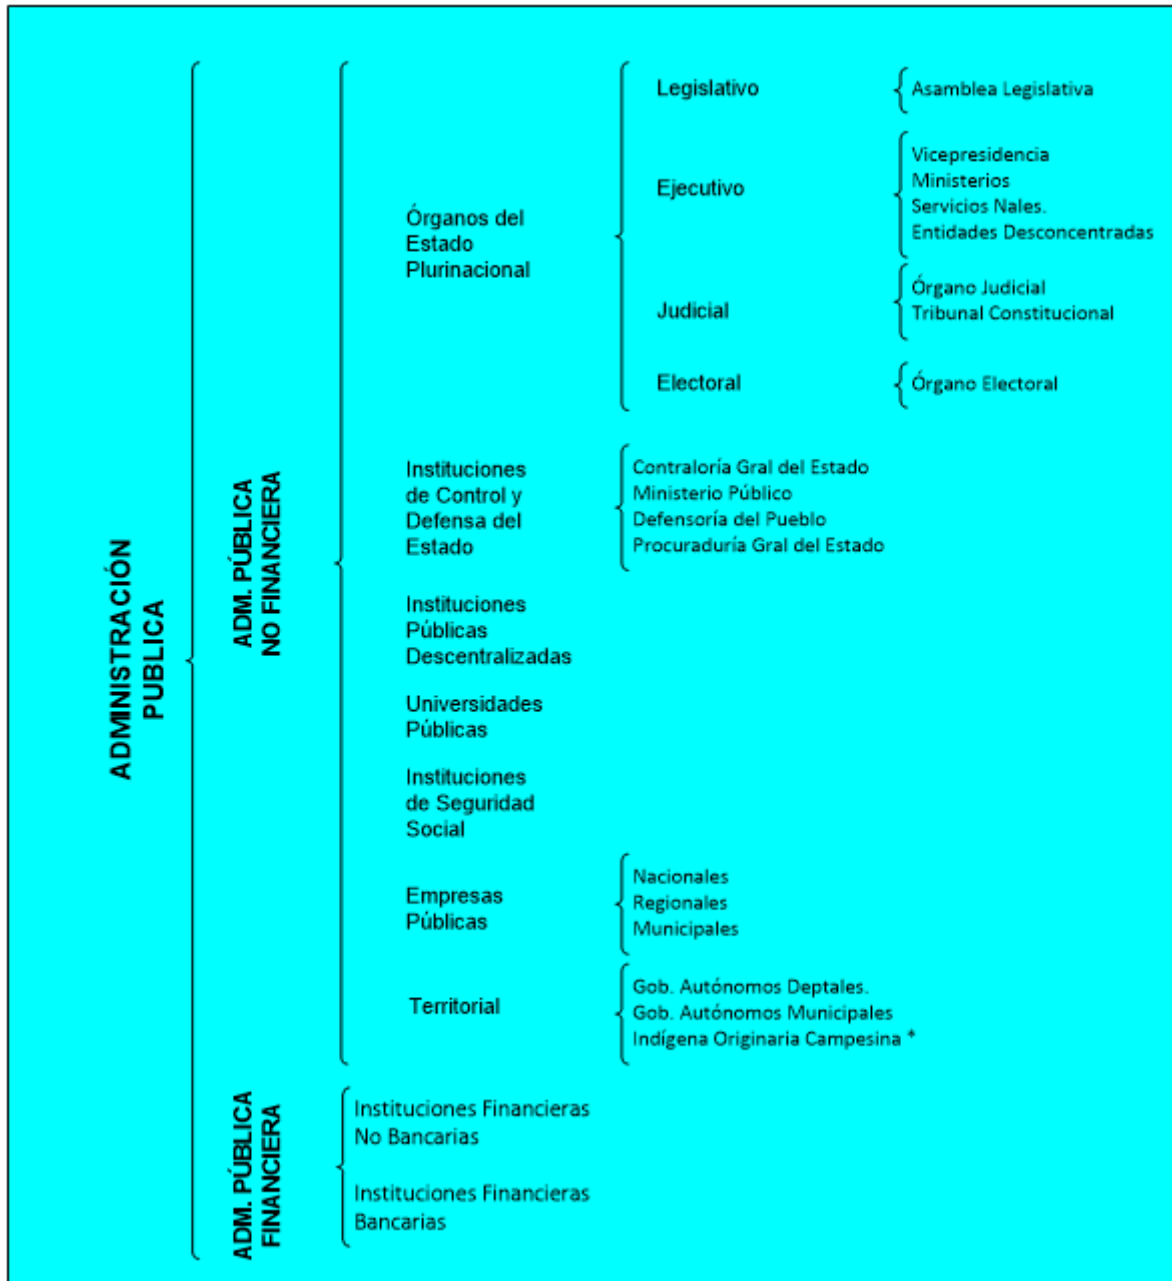 ADMINISTRACIÓN
PUBLICA
ADM. PÚBLICA
NO FINANCIERA
Órganos del
Estado
Plurinacional
Legislativo
Asamblea Legislativa
Ejecutivo
Vicepresidencia
Ministerios
Servicios Nales.
Entidades Desconcentradas
Judicial
Órgano Judicial
Tribunal Constitucional
Electoral
Órgano Electoral
Instituciones
de Control y
Defensa del
Estado
Contraloría Gral del Estado
Ministerio Público
Defensoría del Pueblo
Procuraduría Gral del Estado
Instituciones
Públicas
Descentralizadas
Universidades
Públicas
Instituciones
de Seguridad
Social
Empresas
Públicas
Nacionales
Regionales
Municipales
Territorial
Gob. Autónomos Deptales.
Gob. Autónomos Municipales
Indígena Originaria Campesina *
ADM. PÚBLICA
FINANCIERA
Instituciones Financieras
No Bancarias
Instituciones Financieras
Bancarias